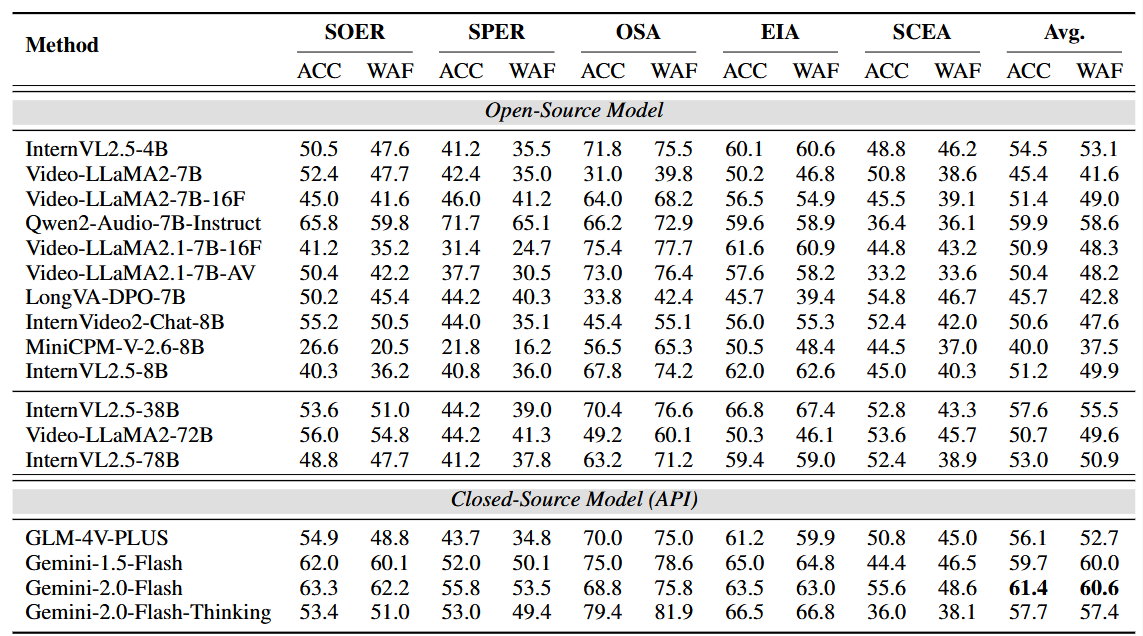 Method SOER SPER OSA EIA SCEA Avg.
ACC WAF ACC WAF ACC WAF ACC WAF ACC WAF ACC WAF
Open-Source Model
InternVL2.5-4B 50.5 47.6 41.2 35.5 71.8 75.5 60.1 60.6 48.8 46.2 54.5 53.1
Video-LLaMA2-7B 52.4 47.7 42.4 35.0 31.0 39.8 50.2 46.8 50.8 38.6 45.4 41.6
Video-LLaMA2-7B-16F 45.0 41.6 46.0 41.2 64.0 68.2 56.5 54.9 45.5 39.1 51.4 49.0
Qwen2-Audio-7B-Instruct 65.8 59.8 71.7 65.1 66.2 72.9 59.6 58.9 36.4 36.1 59.9 58.6
Video-LLaMA2.1-7B-16F 41.2 35.2 31.4 24.7 75.4 77.7 61.6 60.9 44.8 43.2 50.9 48.3
Video-LLaMA2.1-7B-AV 50.4 42.2 37.7 30.5 73.0 76.4 57.6 58.2 33.2 33.6 50.4 48.2
LongVA-DPO-7B 50.2 45.4 44.2 40.3 33.8 42.4 45.7 39.4 54.8 46.7 45.7 42.8
InternVideo2-Chat-8B 55.2 50.5 44.0 35.1 45.4 55.1 56.0 55.3 52.4 42.0 50.6 47.6
MiniCPM-V-2.6-8B 26.6 20.5 21.8 16.2 56.5 65.3 50.5 48.4 44.5 37.0 40.0 37.5
InternVL2.5-8B 40.3 36.2 40.8 36.0 67.8 74.2 62.0 62.6 45.0 40.3 51.2 49.9
InternVL2.5-38B 53.6 51.0 44.2 39.0 70.4 76.6 66.8 67.4 52.8 43.3 57.6 55.5
Video-LLaMA2-72B 56.0 54.8 44.2 41.3 49.2 60.1 50.3 46.1 53.6 45.7 50.7 49.6
InternVL2.5-78B 48.8 47.7 41.2 37.8 63.2 71.2 59.4 59.0 52.4 38.9 53.0 50.9
Closed-Source Model (API)
GLM-4V-PLUS 54.9 48.8 43.7 34.8 70.0 75.0 61.2 59.9 50.8 45.0 56.1 52.7
Gemini-1.5-Flash 62.0 60.1 52.0 50.1 75.0 78.6 65.0 64.8 44.4 46.5 59.7 60.0
Gemini-2.0-Flash 63.3 62.2 55.8 53.5 68.8 75.8 63.5 63.0 55.6 48.6 61.4 60.6
Gemini-2.0-Flash-Thinking 53.4 51.0 53.0 49.4 79.4 81.9 66.5 66.8 36.0 38.1 57.7 57.4